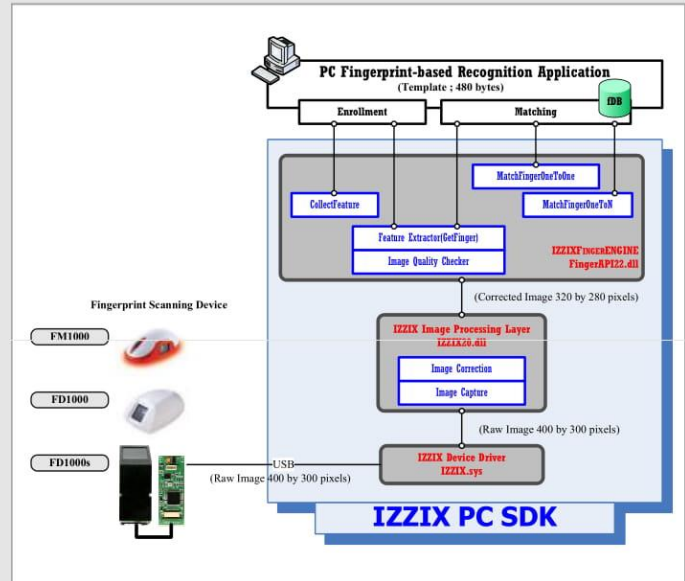 PC Fingerprint-based Recognition Application
(Template ; 480 bytes)
fDB
Enrollment
Matching
MatchFingerOneToOne
CollectFeature
MatchFingerOneToN
Feature Extractor(GetFinger)
Image Quality Checker
IZZIXFINGERENGINE
FingerAPI22.dll
(Corrected Image 320 by 280 pixels)
Fingerprint Scanning Device
FM1000
IZZIX Image Processing Layer
IZZIX20.dll
Image Correction
Image Capture
FD1000
(Raw Image 400 by 300 pixels)
FD1000s
USB
(Raw Image 400 by 300 pixels)
IZZIX Device Driver
IZZIX.sys
IZZIX PC SDK